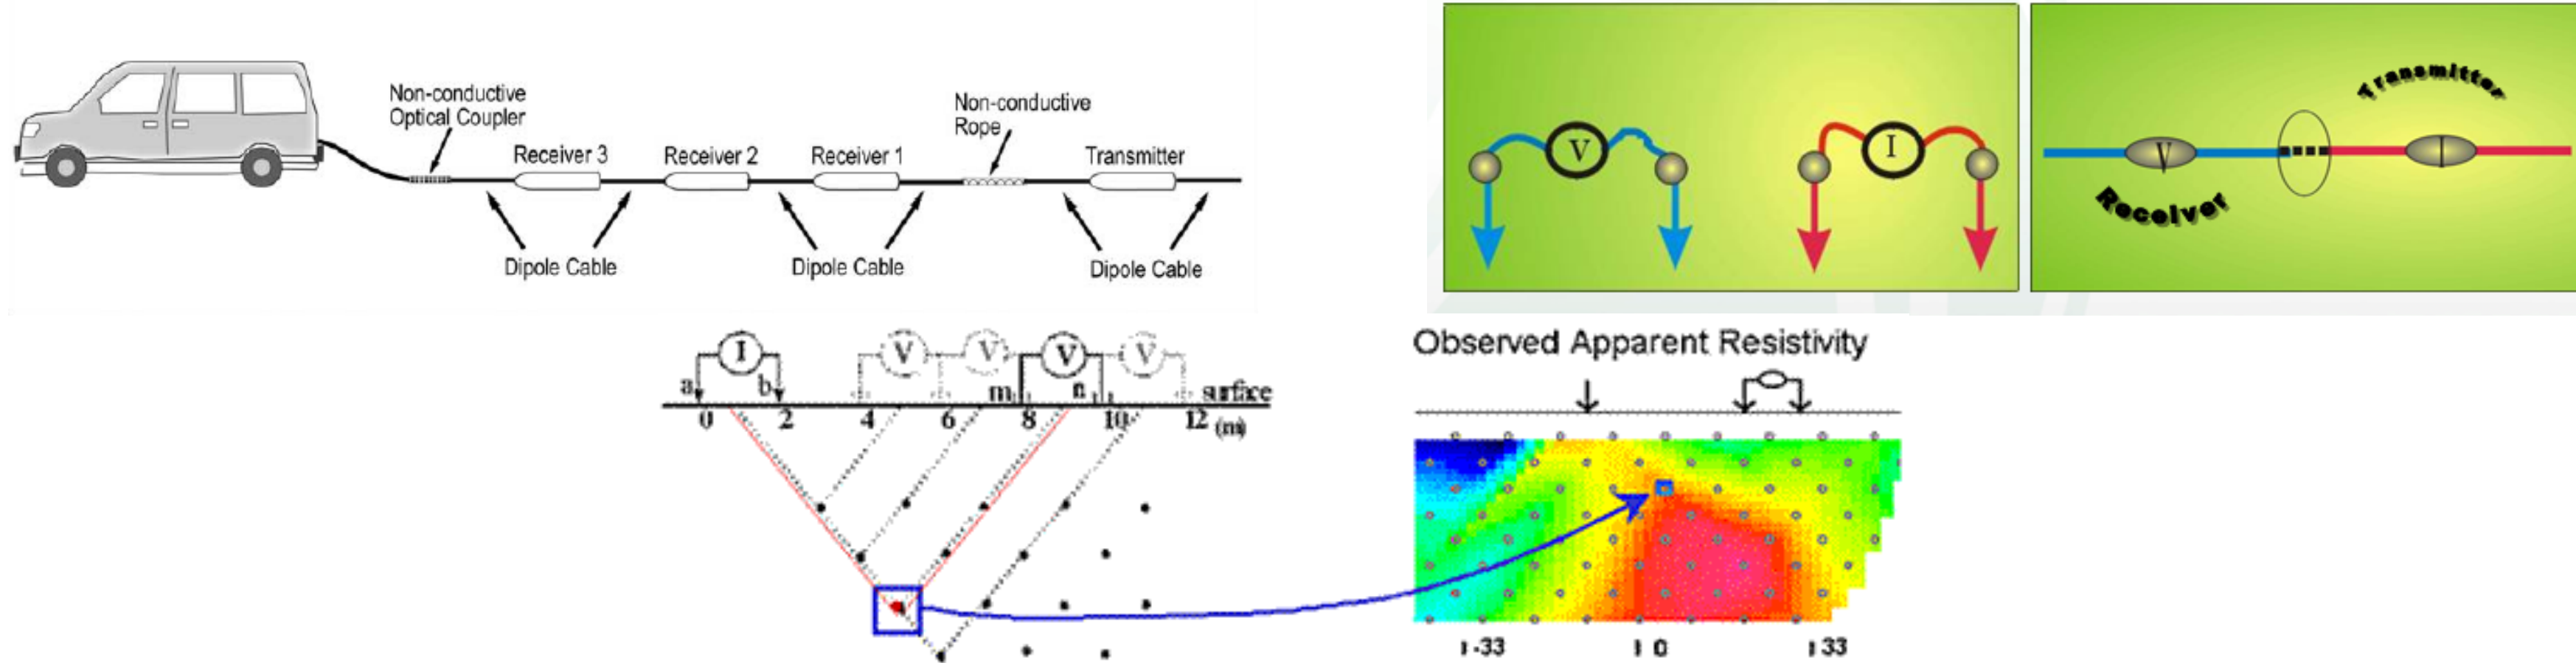 Non-conductive
Optical Coupler
Receiver 3
Receiver 2
Receiver 1
Non-conductive
Rope
Transmitter
Dipole Cable
Dipole Cable
Dipole Cable
V
I
Transmitter
V
I
Receiver
I
V
V
V
V
a
b
m
n
surface
0
2
4
6
8
10
12
(m)
Observed Apparent Resistivity
-33
0
33